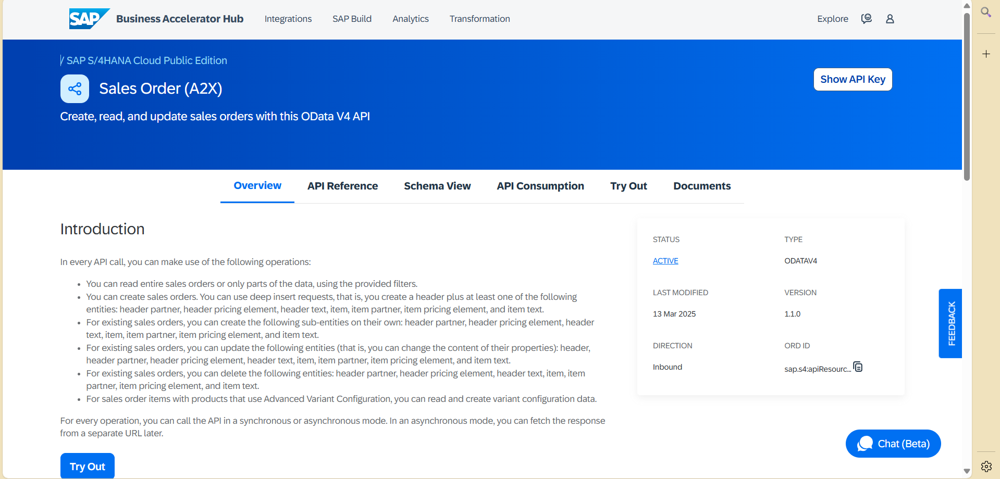 SAP Business Accelerator Hub Integrations SAP Build Analytics Transformation Explore
/ SAP S/4HANA Cloud Public Edition
Sales Order (A2X)
Show API Key
Create, read, and update sales orders with this OData V4 API
Overview API Reference Schema View API Consumption Try Out Documents
Introduction
In every API call, you can make use of the following operations:
• You can read entire sales orders or only parts of the data, using the provided filters.
• You can create sales orders. You can use deep insert requests, that is, you create a header plus at least one of the following
entities: header partner, header pricing element, header text, item, item partner, item pricing element, and item text.
• For existing sales orders, you can create the following sub-entities on their own: header partner, header pricing element, header
text, item, item partner, item pricing element, and item text.
• For existing sales orders, you can update the following entities (that is, you can change the content of their properties): header,
header partner, header pricing element, header text, item, item partner, item pricing element, and item text.
• For existing sales orders, you can delete the following entities: header partner, header pricing element, header text, item, item
partner, item pricing element, and item text.
• For sales order items with products that use Advanced Variant Configuration, you can read and create variant configuration data.
For every operation, you can call the API in a synchronous or asynchronous mode. In an asynchronous mode, you can fetch the response
from a separate URL later.
Try Out
STATUS TYPE
ACTIVE ODATAV4
LAST MODIFIED VERSION
13 Mar 2025 1.1.0
DIRECTION ORD ID
Inbound sap.s4:apiResourc...
FEEDBACK
Chat (Beta)